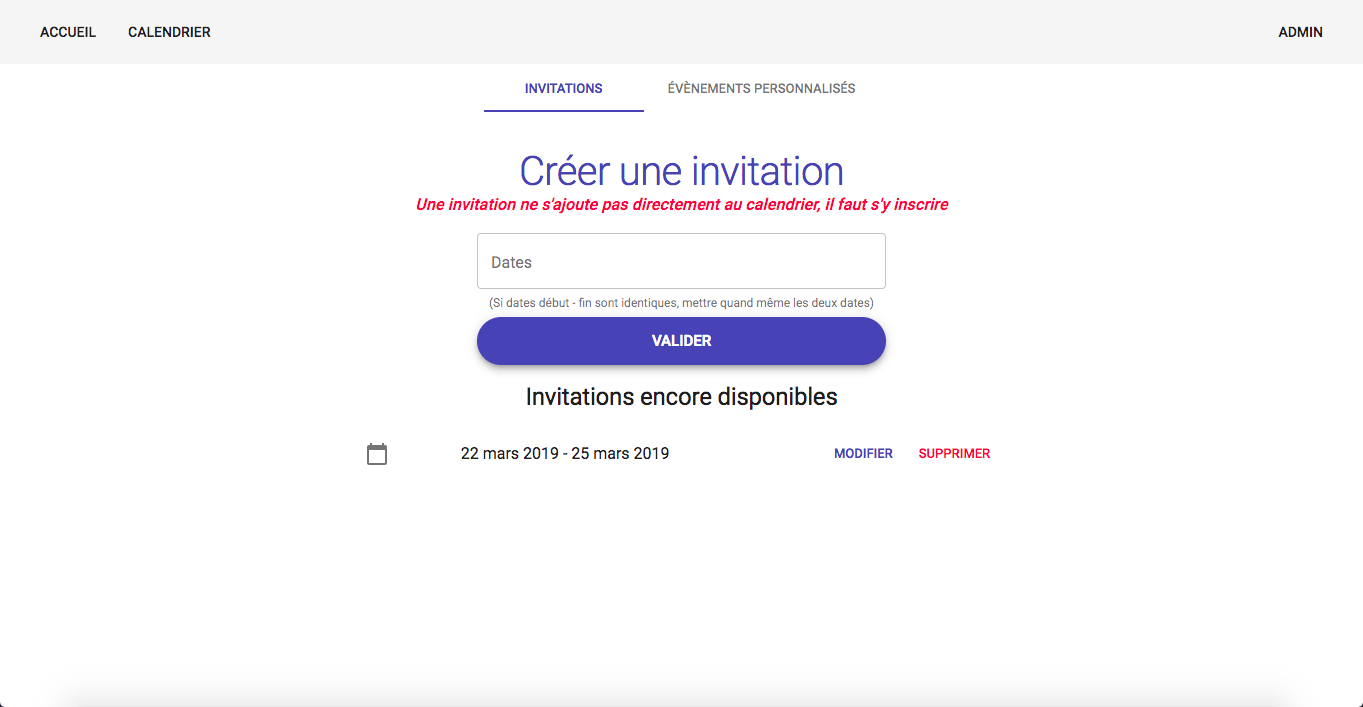 ACCUEIL CALENDRIER ADMIN
INVITATIONS ÉVÈNEMENTS PERSONNALISÉS
Créer une invitation
Une invitation ne s'ajoute pas directement au calendrier, il faut s'y inscrire
Dates
(Si dates début - fin sont identiques, mettre quand même les deux dates)
VALIDER
Invitations encore disponibles
22 mars 2019 - 25 mars 2019 MODIFIER SUPPRIMER